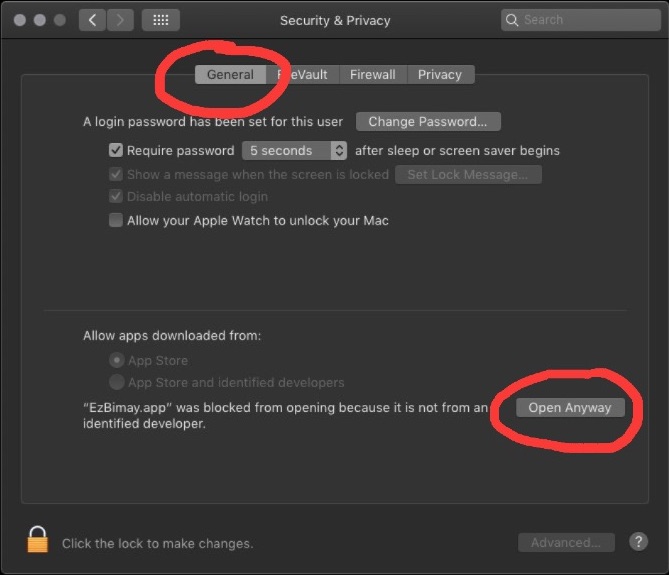 Security & Privacy
Search
General
FileVault
Firewall
Privacy
A login password has been set for this user
Change Password...
Require password
5 seconds
after sleep or screen saver begins
Show a message when the screen is locked
Set Lock Message...
Disable automatic login
Allow your Apple Watch to unlock your Mac
Allow apps downloaded from:
App Store
App Store and identified developers
“EzBimay.app” was blocked from opening because it is not from an
identified developer.
Open Anyway
Click the lock to make changes.
Advanced...
?